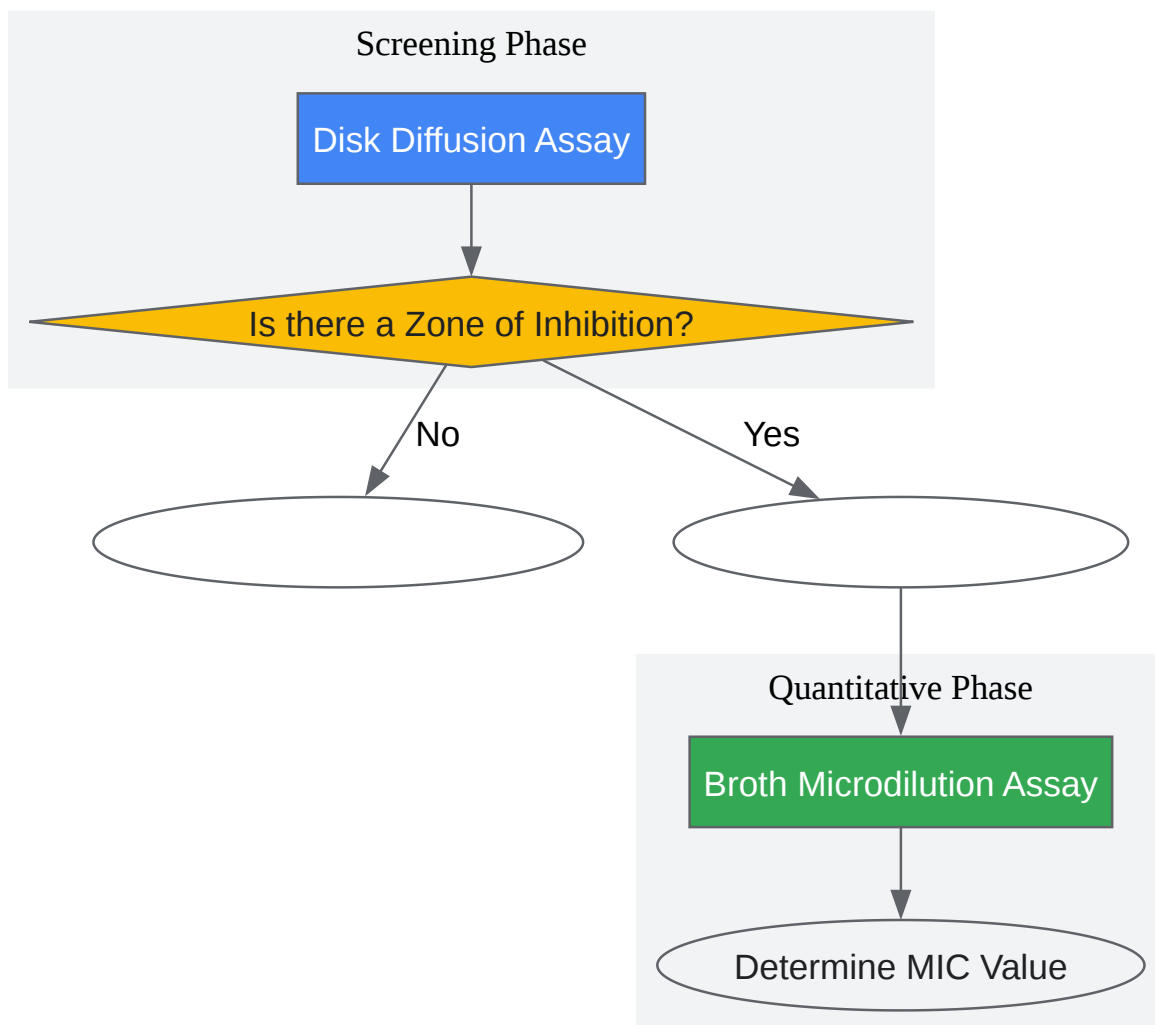 Screening Phase
Disk Diffusion Assay
Is there a Zone of Inhibition?
No
Yes
Quantitative Phase
Broth Microdilution Assay
Determine MIC Value